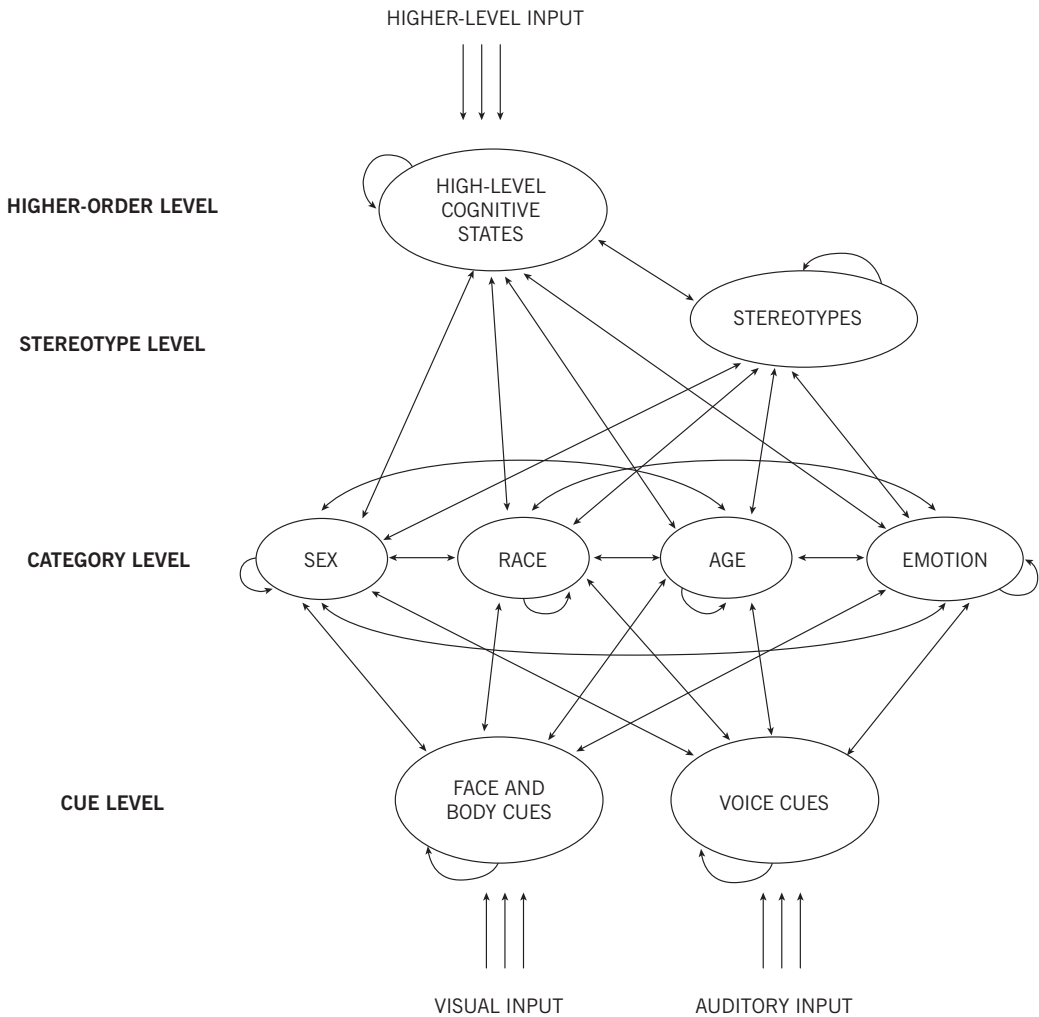 HIGHER-LEVEL INPUT
HIGHER-ORDER LEVEL
HIGH-LEVEL
COGNITIVE
STATES
STEREOTYPE LEVEL
STEREOTYPES
CATEGORY LEVEL
SEX
RACE
AGE
EMOTION
CUE LEVEL
FACE AND
BODY CUES
VOICE CUES
VISUAL INPUT
AUDITORY INPUT